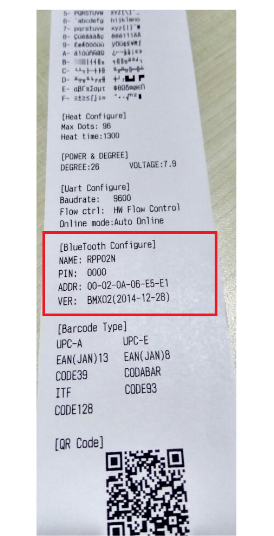 [Heat Configure]
Max Dots: 96
Heat time:1300
[POWER & DEGREE]
DEGREE:26 VOLTAGE:7.9
[Uart Configure]
Baudrate: 9600
Flow ctrl: HW Flow Control
Online mode:Auto Online
[BlueTooth Configure]
NAME: RPP02N
PIN: 0000
ADDR: 00-02-0A-06-E5-E1
VER: BMX02(2014-12-28)
[Barcode Type]
UPC-A UPC-E
EAN(JAN)13 EAN(JAN)8
CODE39 CODABAR
ITF CODE93
CODE128
[QR Code]